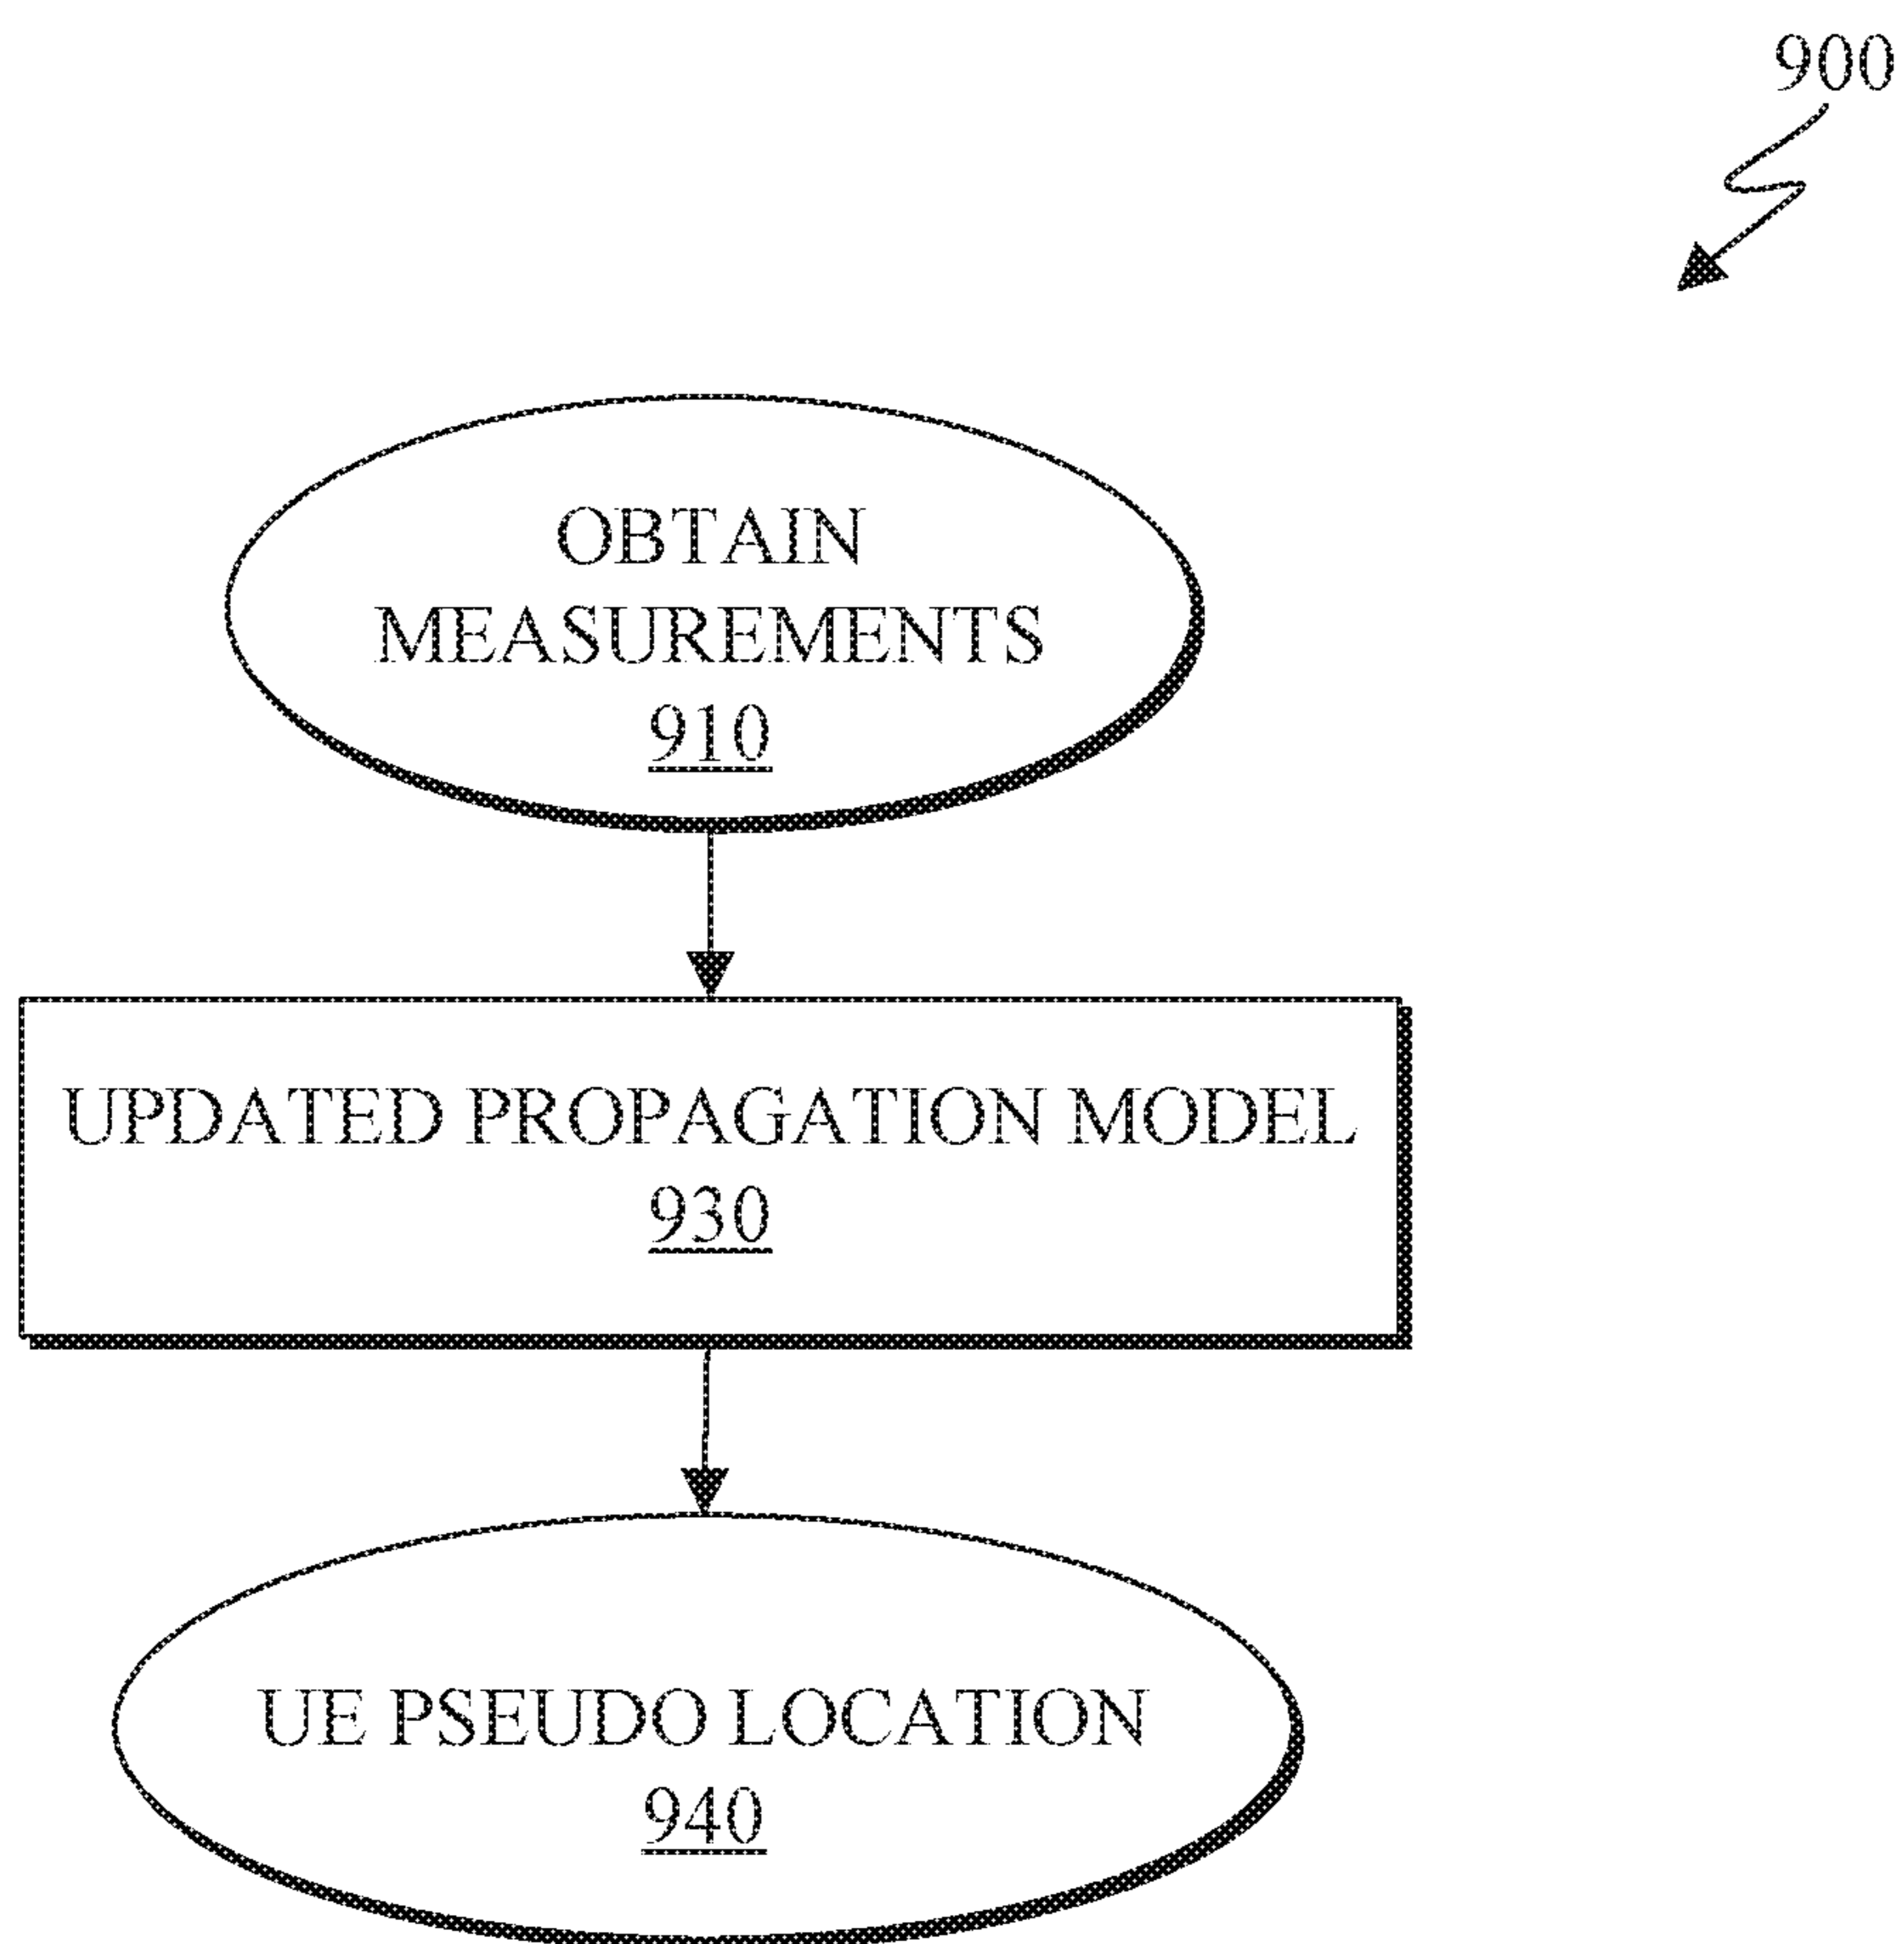 900
OBTAIN
MEASUREMENTS
910
UPDATED PROPAGATION MODEL
930
UE PSEUDO LOCATION
940